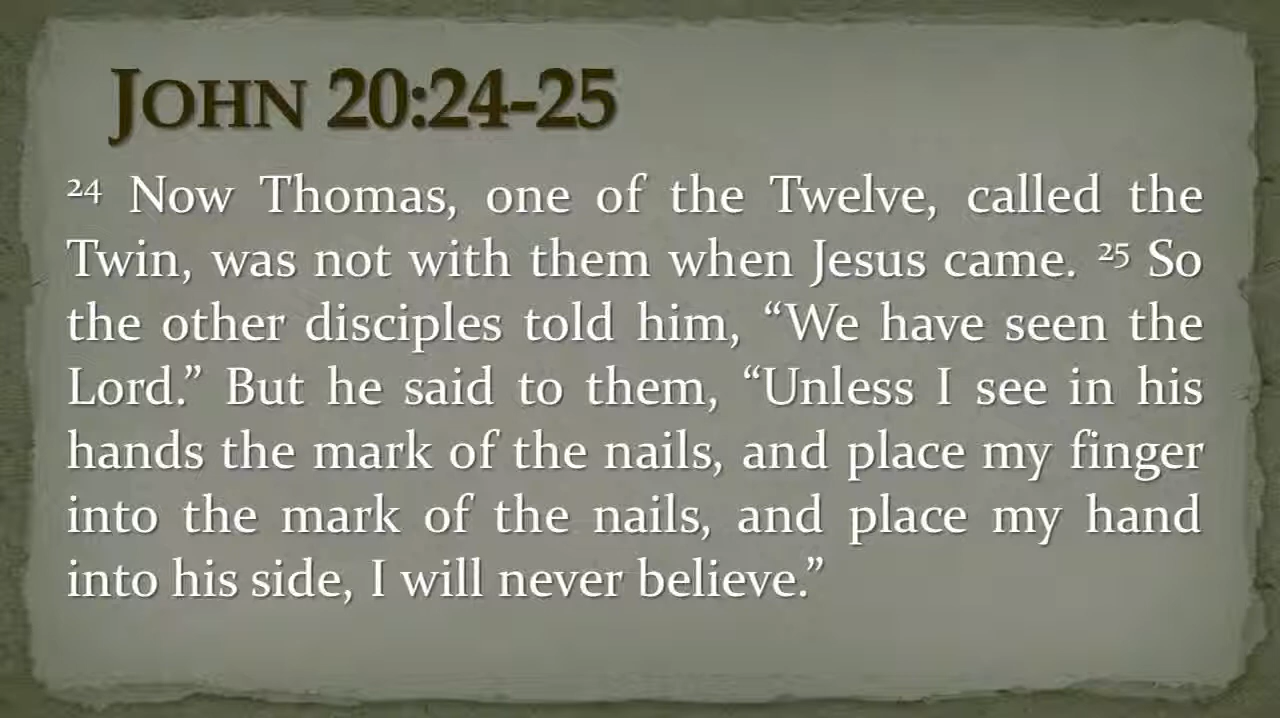 JOHN 20:24-25
24 Now Thomas, one of the Twelve, called the
Twin, was not with them when Jesus came. 25 So
the other disciples told him, “We have seen the
Lord.” But he said to them, “Unless I see in his
hands the mark of the nails, and place my finger
into the mark of the nails, and place my hand
into his side, I will never believe.”